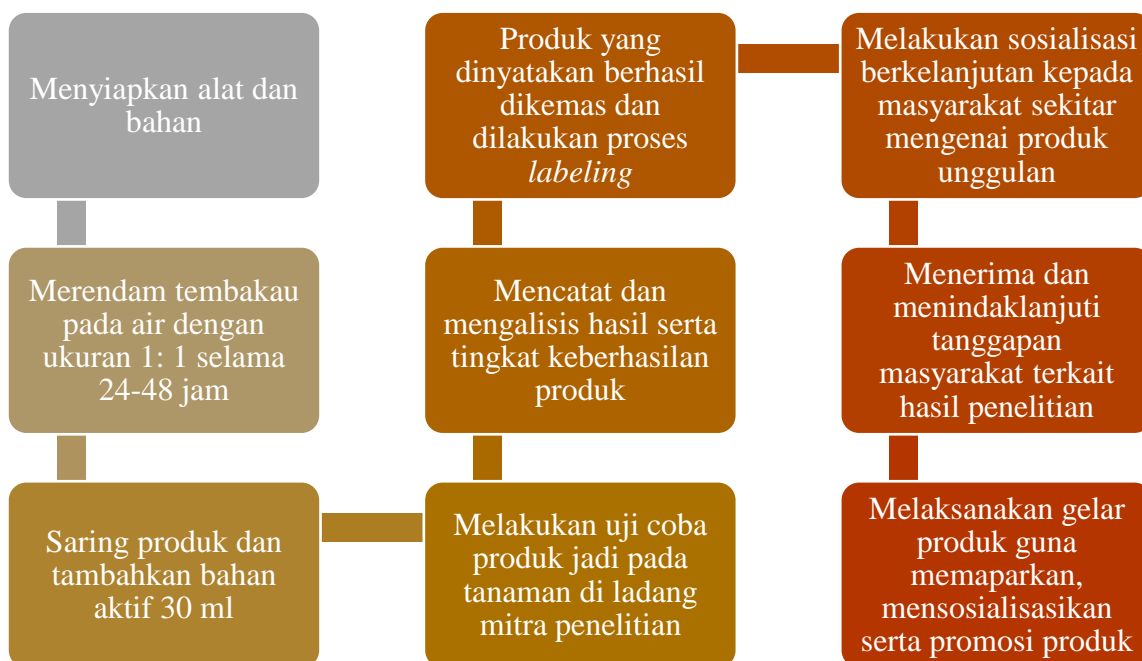 Menyiapkan alat dan
bahan
Merendam tembakau
pada air dengan
ukuran 1: 1 selama
24-48 jam
Saring produk dan
tambahkan bahan
aktif 30 ml
Melakukan uji coba
produk jadi pada
tanaman di ladang
mitra penelitian
Mencatat dan
mengalisis hasil serta
tingkat keberhasilan
produk
Produk yang
dinyatakan berhasil
dikemas dan
dilakukan proses
labeling
Melakukan sosialisasi
berkelanjutan kepada
masyarakat sekitar
mengenai produk
unggulan
Menerima dan
menindaklanjuti
tanggapan
masyarakat terkait
hasil penelitian
Melaksanakan gelar
produk guna
memaparkan,
mensosialisasikan
serta promosi produk